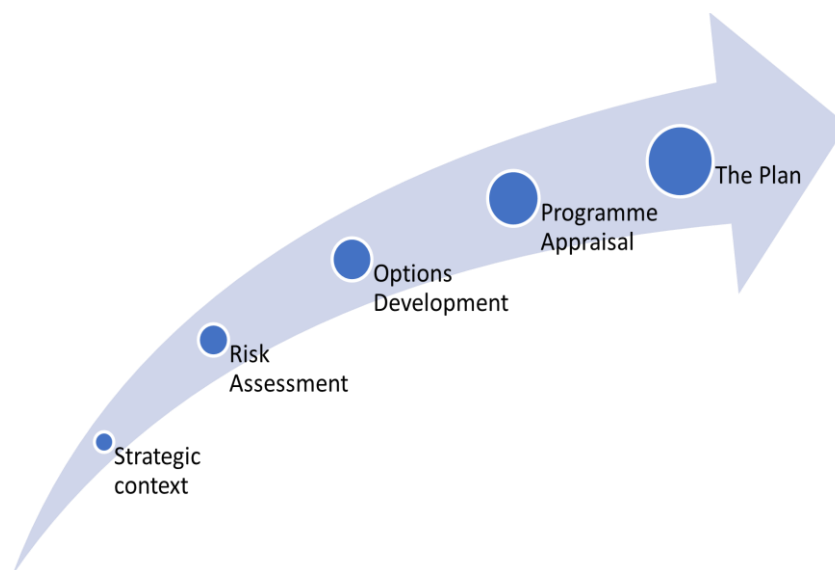 Strategic
context
Risk
Assessment
Options
Development
Programme
Appraisal
The Plan